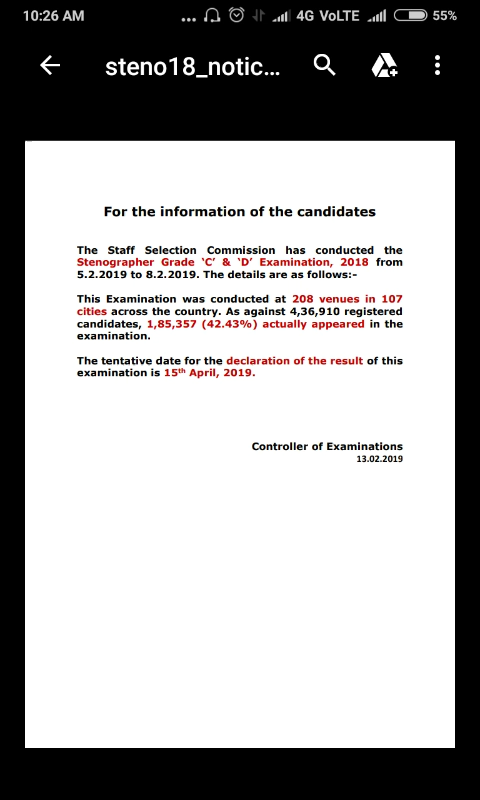 10:26 AM ... 4G VoLTE 55%
steno18_notic...
For the information of the candidates
The Staff Selection Commission has conducted the
Stenographer Grade ‘C’ & ‘D’ Examination, 2018 from
5.2.2019 to 8.2.2019. The details are as follows:-
This Examination was conducted at 208 venues in 107
cities across the country. As against 4,36,910 registered
candidates, 1,85,357 (42.43%) actually appeared in the
examination.
The tentative date for the declaration of the result of this
examination is 15th April, 2019.
Controller of Examinations
13.02.2019